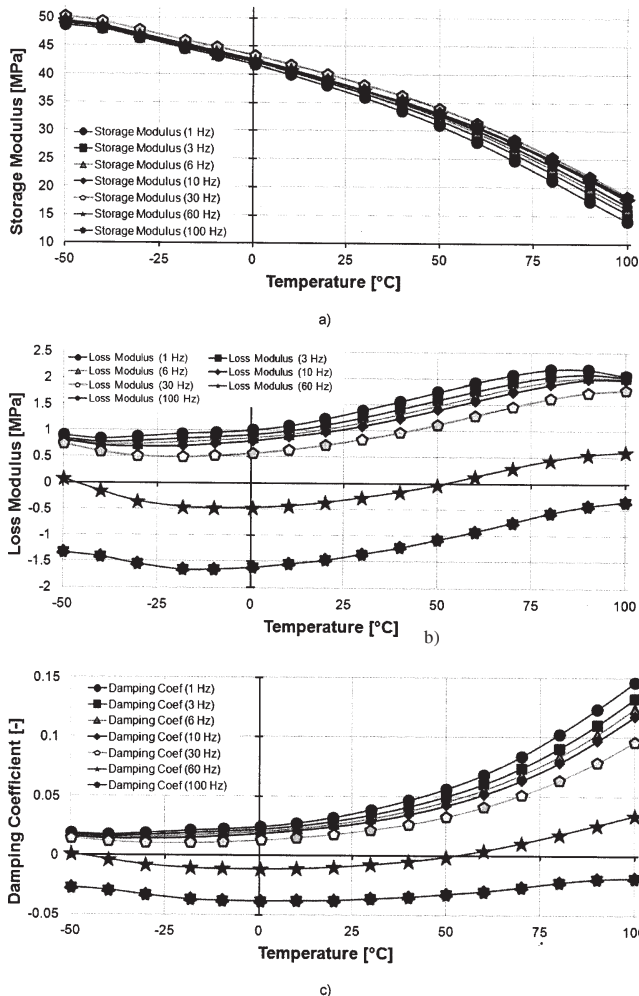 Storage Modulus [MPa]
50
45
40
35
30
25
20
15
10
Storage Modulus (1 Hz)
Storage Modulus (3 Hz)
Storage Modulus (6 Hz)
Storage Modulus (10 Hz)
Storage Modulus (30 Hz)
Storage Modulus (60 Hz)
Storage Modulus (100 Hz)
-50 -25 0 25 50 75 100
Temperature [°C]
a)
Loss Modulus [MPa]
2.5
2
1.5
1
0.5
0
-0.5
-1
-1.5
-2
Loss Modulus (1 Hz) Loss Modulus (3 Hz)
Loss Modulus (6 Hz) Loss Modulus (10 Hz)
Loss Modulus (30 Hz) Loss Modulus (60 Hz)
Loss Modulus (100 Hz)
-50 -25 0 25 50 75 100
Temperature [°C]
b)
Damping Coefficient [-]
0.15
0.1
0.05
0
-0.05
Damping Coef (1 Hz)
Damping Coef (3 Hz)
Damping Coef (6 Hz)
Damping Coef (10 Hz)
Damping Coef (30 Hz)
Damping Coef (60 Hz)
Damping Coef (100 Hz)
-50 -25 0 25 50 75 100
Temperature [°C]
c)